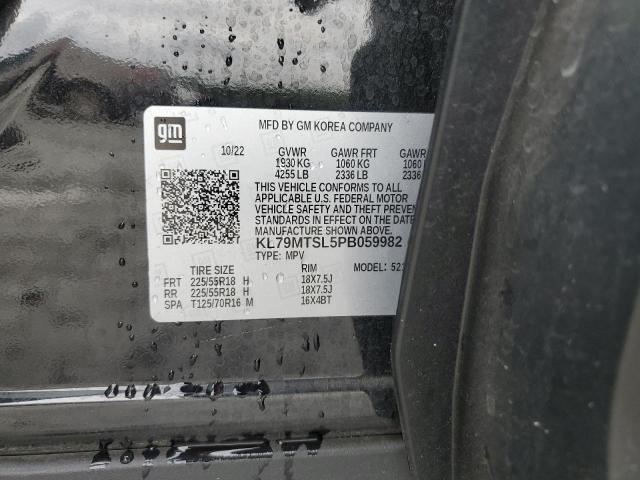 gm
MFD BY GM KOREA COMPANY
10/22 GVWR GAWR FRT GAWR
1930 KG 1060 KG 1060
4255 LB 2336 LB 2336
THIS VEHICLE CONFORMS TO ALL
APPLICABLE U.S. FEDERAL MOTOR
VEHICLE SAFETY AND THEFT PREVENTION
STANDARDS IN EFFECT ON THE DATE OF
MANUFACTURE SHOWN ABOVE.
KL79MTSL5PB059982
TYPE: MPV MODEL: 521
TIRE SIZE RIM
FRT 225/55R18 H 18X7.5J
RR 225/55R18 H 18X7.5J
SPA T125/70R16 M 16X4BT